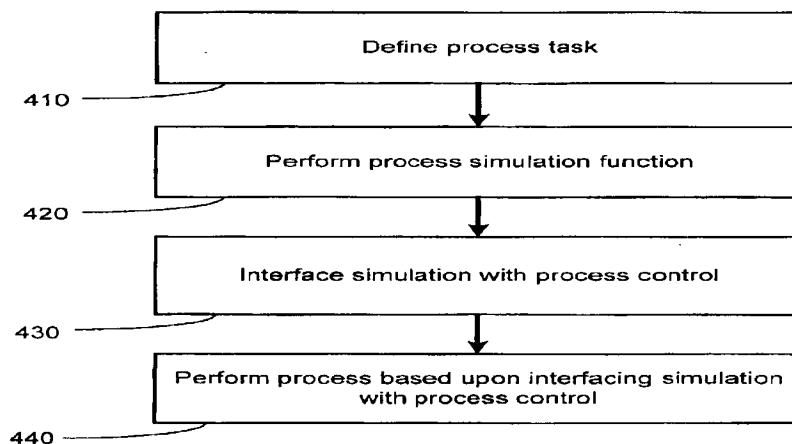 Define process task
410
Perform process simulation function
420
Interface simulation with process control
430
Perform process based upon interfacing simulation
with process control
440